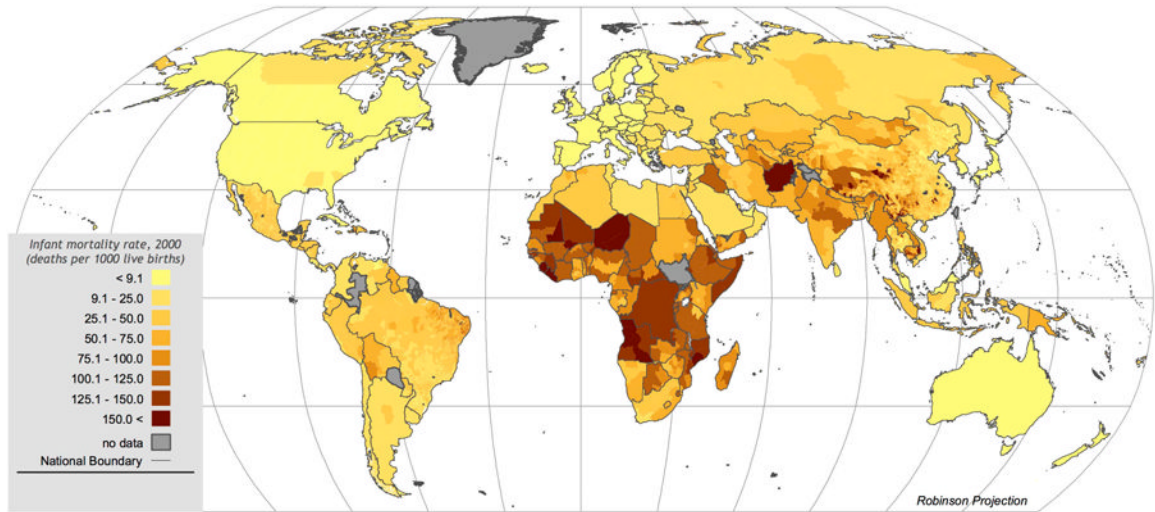 Infant mortality rate, 2000
(deaths per 1000 live births)
< 9.1
9.1 - 25.0
25.1 - 50.0
50.1 - 75.0
75.1 - 100.0
100.1 - 125.0
125.1 - 150.0
150.0 <
no data
National Boundary
Robinson Projection